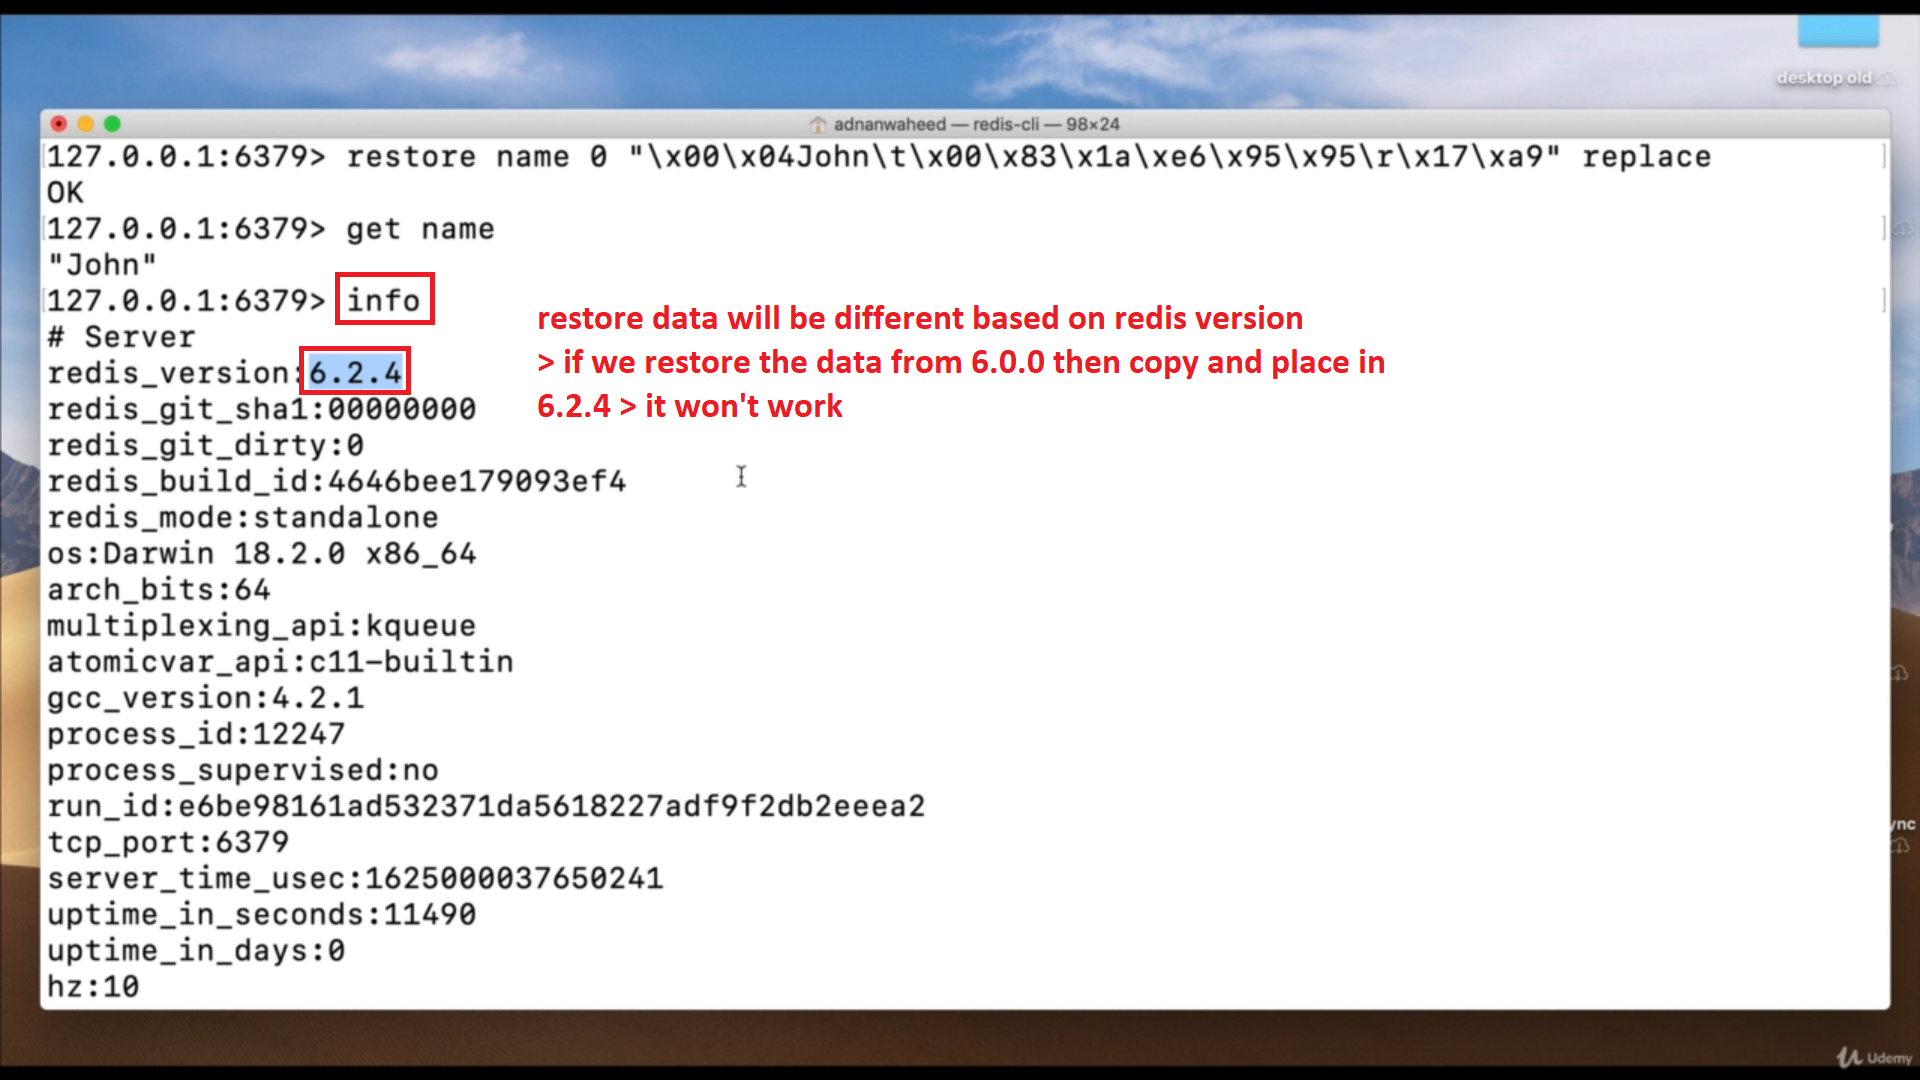 desktop old
adnanwaheed — redis-cli — 98×24
127.0.0.1:6379> restore name 0 "\x00\x04John\t\x00\x83\x1a\xe6\x95\x95\r\x17\xa9" replace
OK
127.0.0.1:6379> get name
"John"
127.0.0.1:6379> info
# Server
redis_version:6.2.4
redis_git_sha1:00000000
redis_git_dirty:0
redis_build_id:4646bee179093ef4
redis_mode:standalone
os:Darwin 18.2.0 x86_64
arch_bits:64
multiplexing_api:kqueue
atomicvar_api:c11-builtin
gcc_version:4.2.1
process_id:12247
process_supervised:no
run_id:e6be98161ad532371da5618227adf9f2db2eeea2
tcp_port:6379
server_time_usec:1625000037650241
uptime_in_seconds:11490
uptime_in_days:0
hz:10
restore data will be different based on redis version
> if we restore the data from 6.0.0 then copy and place in
6.2.4 > it won't work
ync
Udemy